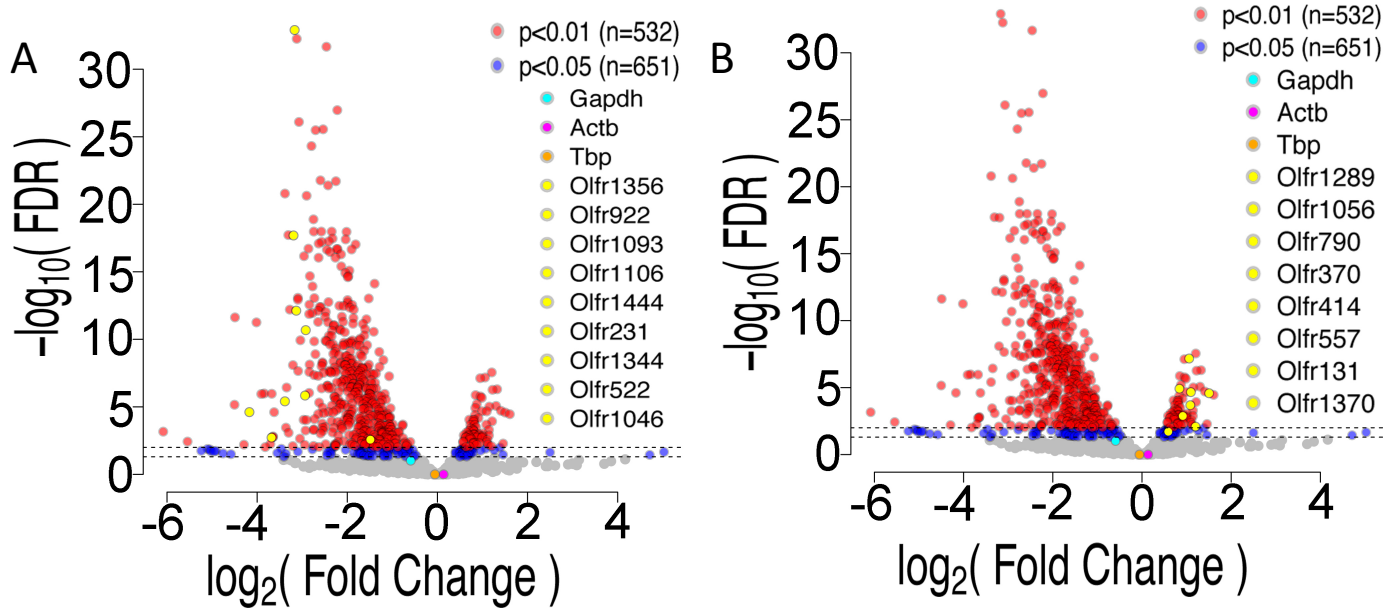 A
p<0.01 (n=532)
p<0.05 (n=651)
Gapdh
Actb
Tbp
Olfr1356
Olfr922
Olfr1093
Olfr1106
Olfr1444
Olfr231
Olfr1344
Olfr522
Olfr1046
−log10( FDR )
30
25
20
15
10
5
0
-6 -4 -2 0 2 4
log2( Fold Change )
B
p<0.01 (n=532)
p<0.05 (n=651)
Gapdh
Actb
Tbp
Olfr1289
Olfr1056
Olfr790
Olfr370
Olfr414
Olfr557
Olfr131
Olfr1370
−log10( FDR )
30
25
20
15
10
5
0
-6 -4 -2 0 2 4
log2( Fold Change )